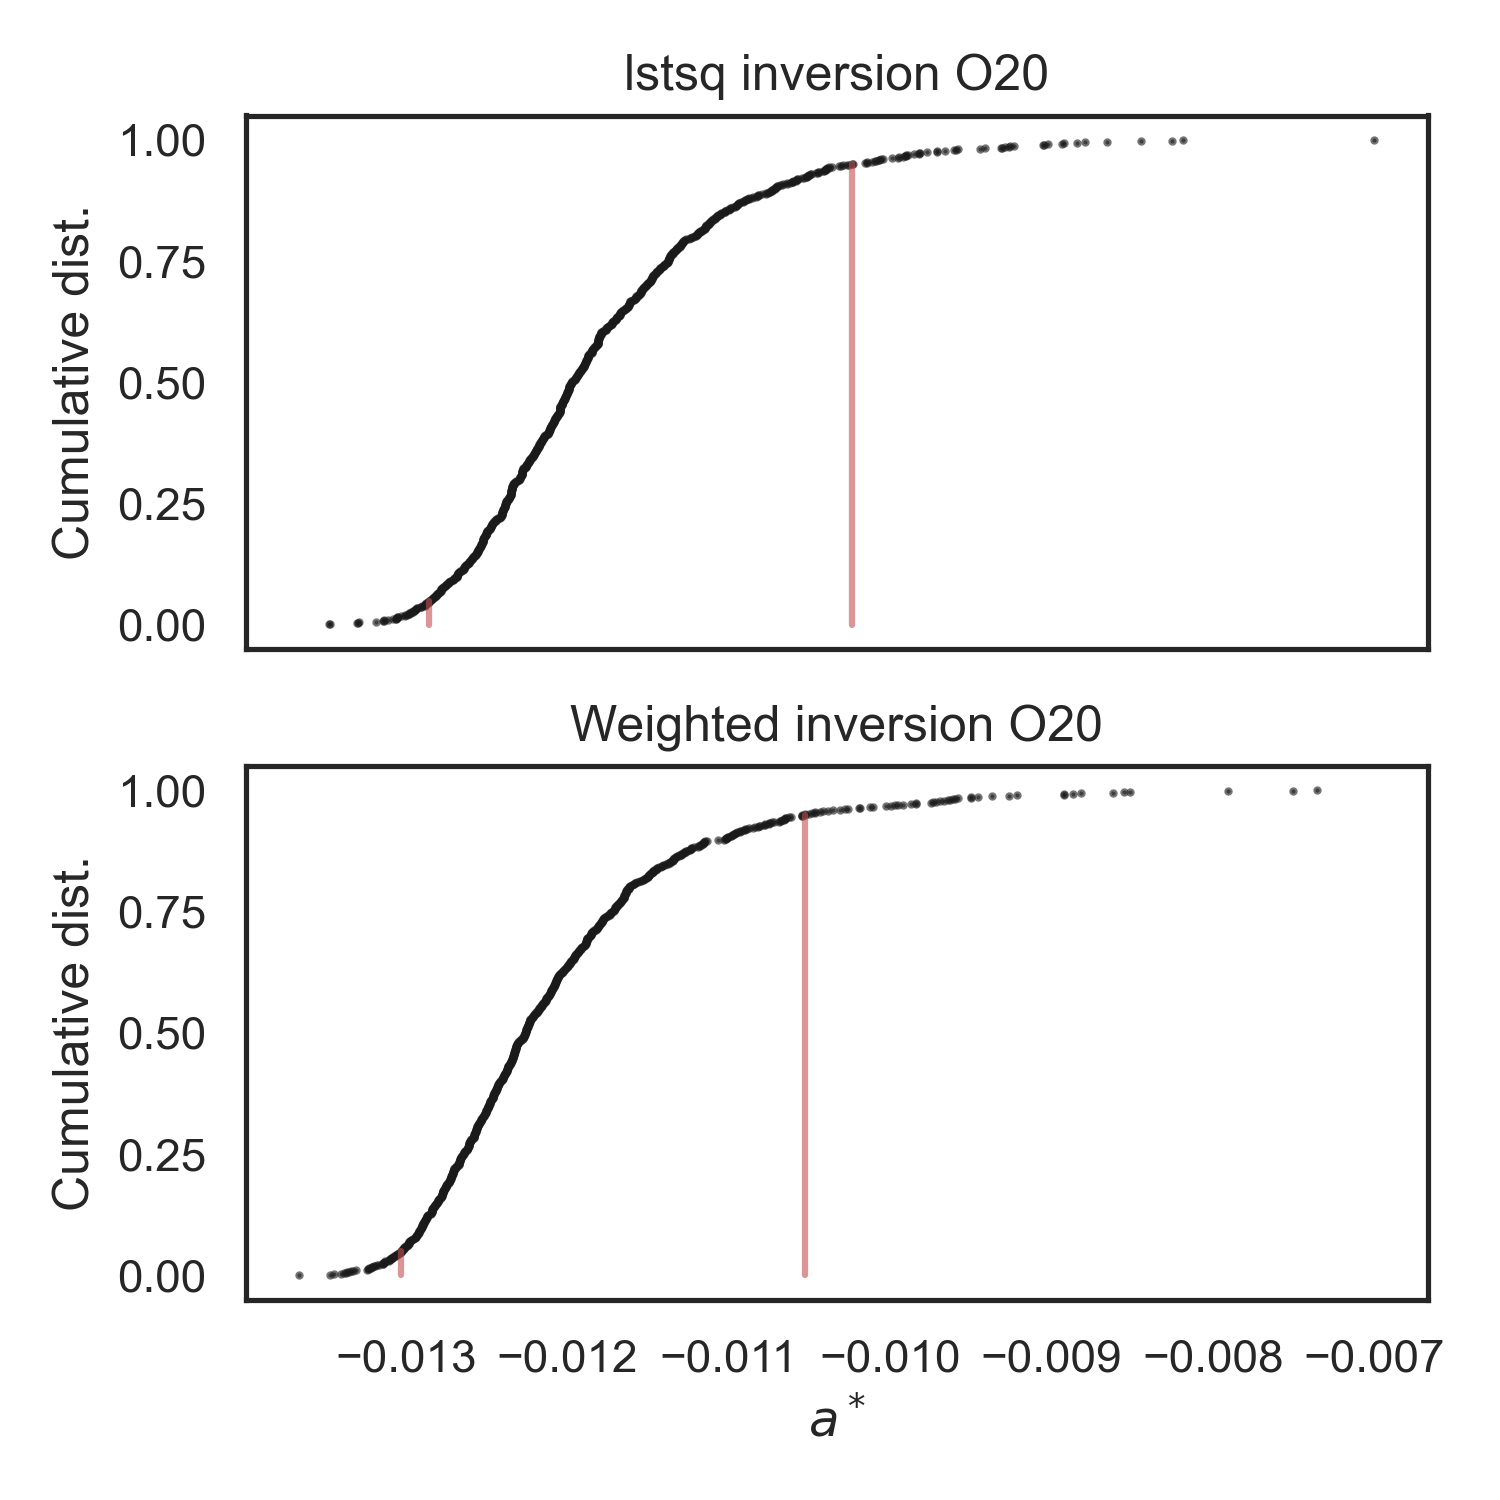 lstsq inversion O20
1.00
0.75
0.50
0.25
0.00
Cumulative dist.
Weighted inversion O20
1.00
0.75
0.50
0.25
0.00
Cumulative dist.
−0.013 −0.012 −0.011 −0.010 −0.009 −0.008 −0.007
a*